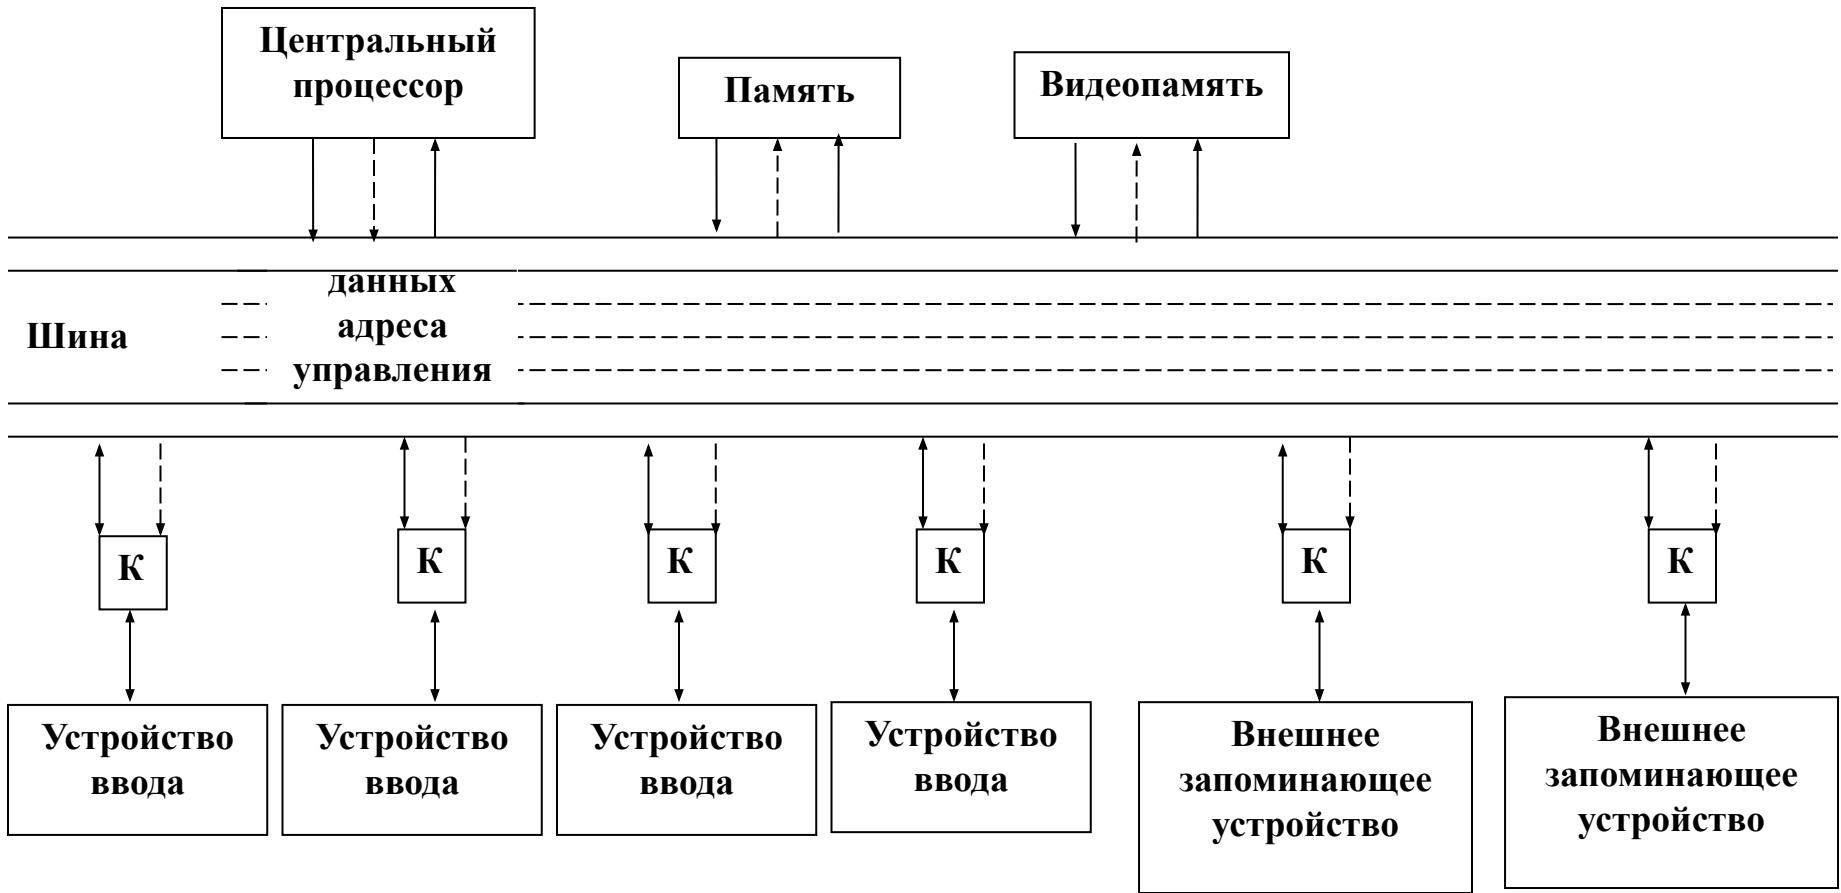 Центральный
процессор
Память
Видеопамять
Шина
данных
адреса
управления
К
К
К
К
К
К
Устройство
ввода
Устройство
ввода
Устройство
ввода
Устройство
ввода
Внешнее
запоминающее
устройство
Внешнее
запоминающее
устройство